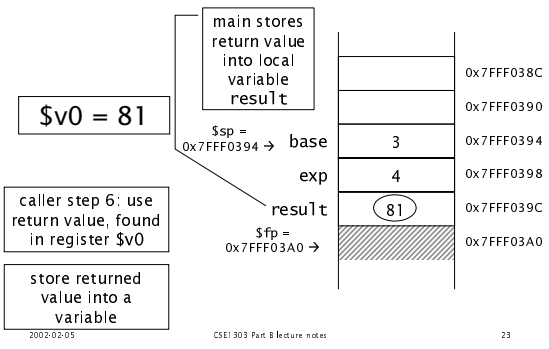 main stores
return value
into local
variable
result
$v0 = 81
0x7FFF038C
0x7FFF0390
$sp =
0x7FFF0394 →
base
3
0x7FFF0394
exp
4
0x7FFF0398
result
81
0x7FFF039C
$fp =
0x7FFF03A0 →
0x7FFF03A0
caller step 6: use
return value, found
in register $v0
store returned
value into a
variable
2002-02-05
CSE1303 Part B lecture notes
23